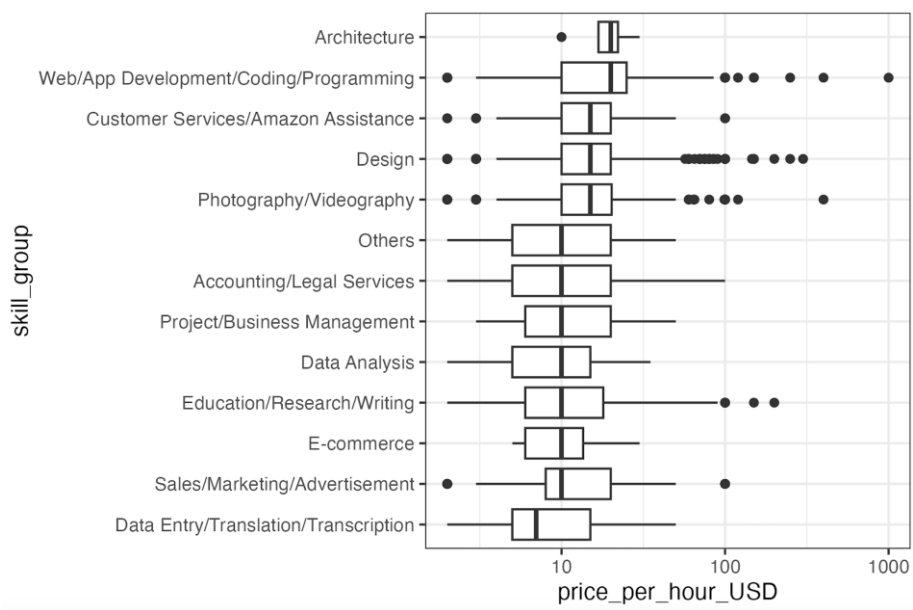 Architecture
Web/App Development/Coding/Programming
Customer Services/Amazon Assistance
Design
Photography/Videography
Others
Accounting/Legal Services
Project/Business Management
Data Analysis
Education/Research/Writing
E-commerce
Sales/Marketing/Advertisement
Data Entry/Translation/Transcription
skill_group
10 100 1000
price_per_hour_USD